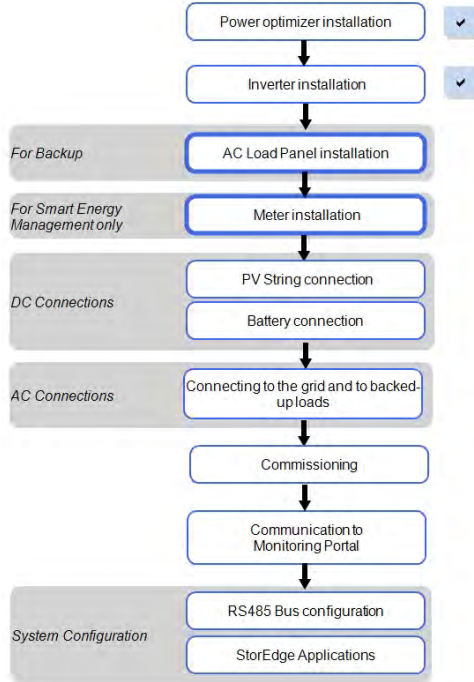 Power optimizer installation
Inverter installation
For Backup
AC Load Panel installation
For Smart Energy
Management only
Meter installation
DC Connections
PV String connection
Battery connection
AC Connections
Connecting to the grid and to backed-
up loads
Commissioning
Communication to
Monitoring Portal
System Configuration
RS485 Bus configuration
StorEdge Applications